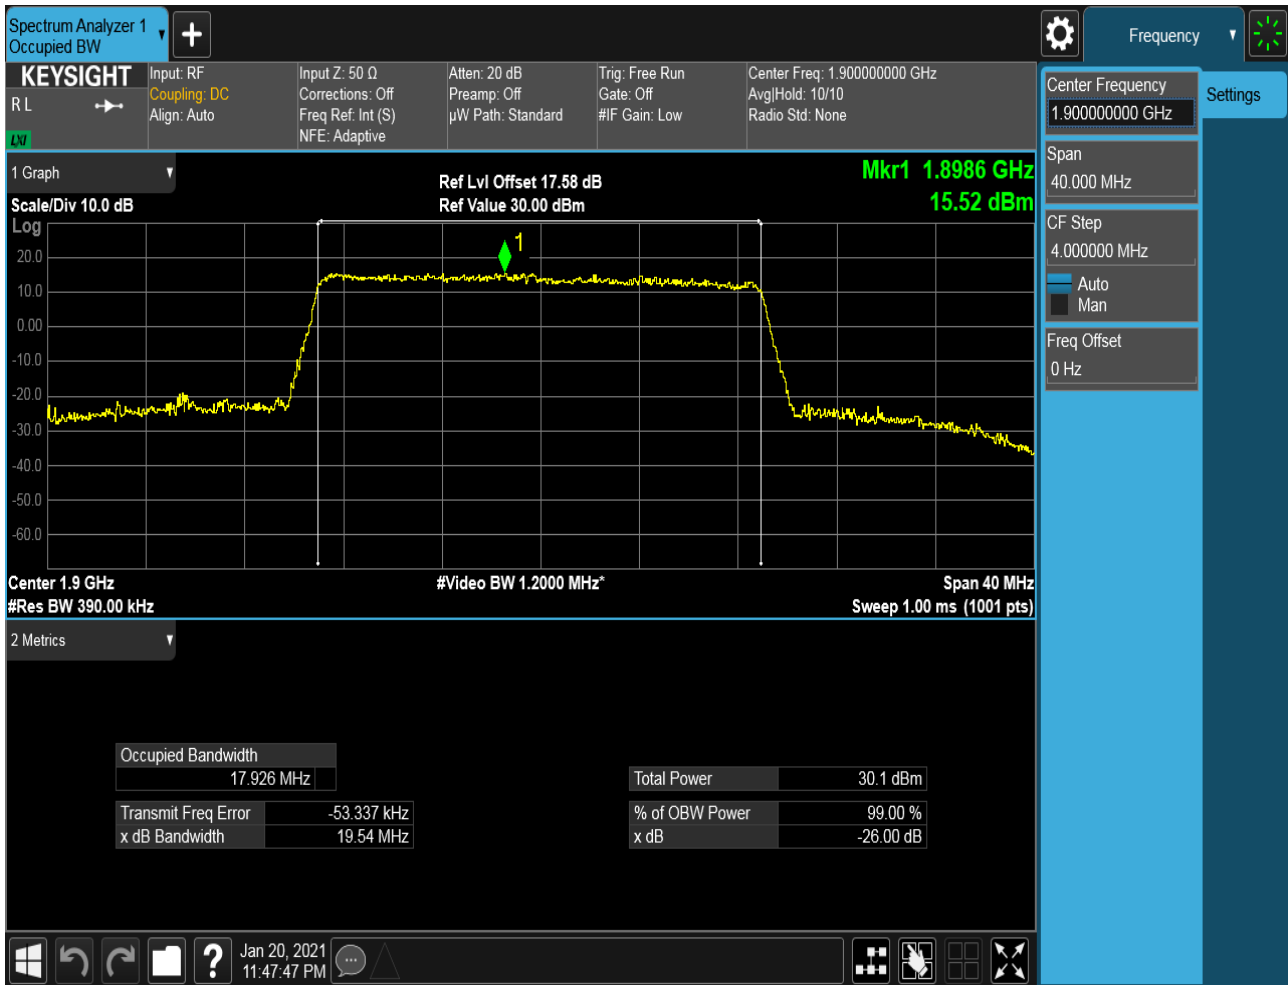 Spectrum Analyzer 1
Occupied BW
Frequency
KEYSIGHT
R L
LXI
Input: RF
Coupling: DC
Align: Auto
Input Z: 50 Ω
Corrections: Off
Freq Ref: Int (S)
NFE: Adaptive
Atten: 20 dB
Preamp: Off
µW Path: Standard
Trig: Free Run
Gate: Off
#IF Gain: Low
Center Freq: 1.900000000 GHz
Avg|Hold: 10/10
Radio Std: None
Center Frequency
1.900000000 GHz
Settings
Span
40.000 MHz
CF Step
4.000000 MHz
Auto
Man
Freq Offset
0 Hz
1 Graph
Scale/Div 10.0 dB
Ref Lvl Offset 17.58 dB
Ref Value 30.00 dBm
Mkr1 1.8986 GHz
15.52 dBm
Log
1
20.0
10.0
0.00
-10.0
-20.0
-30.0
-40.0
-50.0
-60.0
Center 1.9 GHz
#Video BW 1.2000 MHz*
Span 40 MHz
#Res BW 390.00 kHz
Sweep 1.00 ms (1001 pts)
2 Metrics
Occupied Bandwidth
17.926 MHz
Total Power 30.1 dBm
Transmit Freq Error -53.337 kHz
% of OBW Power 99.00 %
x dB Bandwidth 19.54 MHz
x dB -26.00 dB
?
Jan 20, 2021
11:47:47 PM